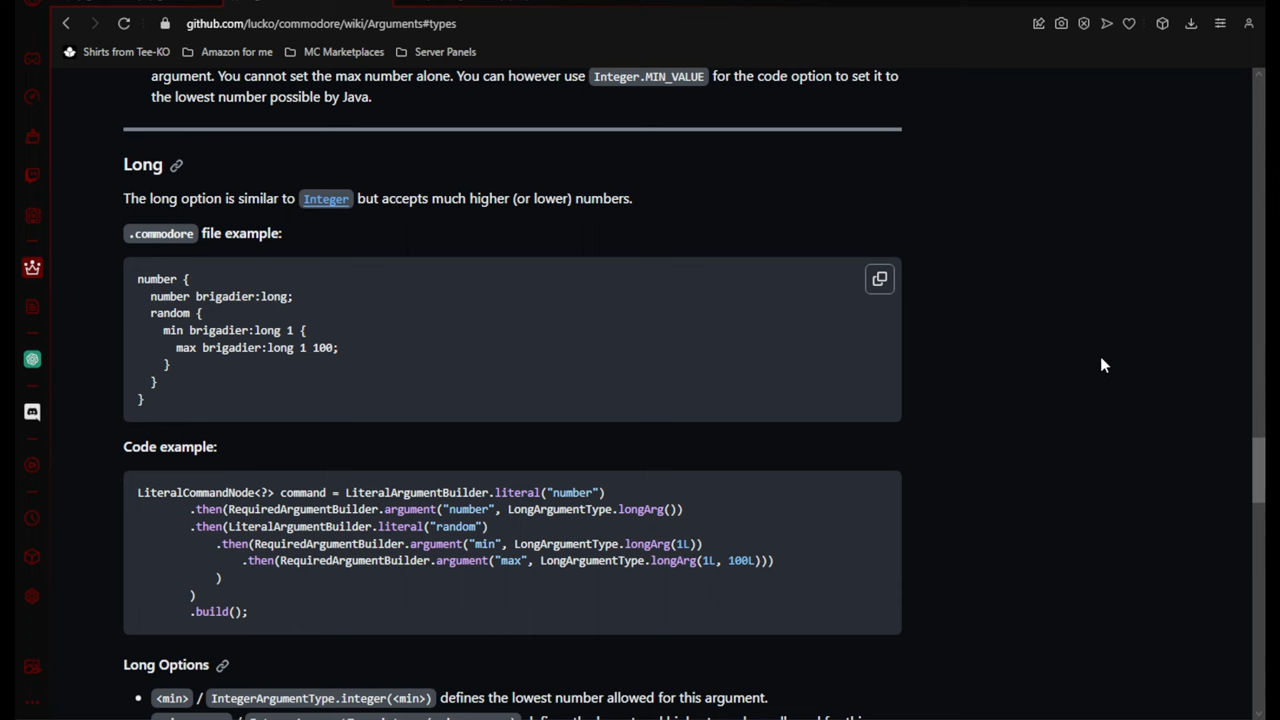 github.com/lucko/commodore/wiki/Arguments#types
Shirts from Tee-KO Amazon for me MC Marketplaces Server Panels
argument. You cannot set the max number alone. You can however use Integer.MIN_VALUE for the code option to set it to
the lowest number possible by Java.
Long
The long option is similar to Integer but accepts much higher (or lower) numbers.
.commodore file example:
number {
  number brigadier:long;
  random {
    min brigadier:long 1 {
      max brigadier:long 1 100;
    }
  }
}
Code example:
LiteralCommandNode<?> command = LiteralArgumentBuilder.literal("number")
        .then(RequiredArgumentBuilder.argument("number", LongArgumentType.longArg())
        .then(LiteralArgumentBuilder.literal("random")
            .then(RequiredArgumentBuilder.argument("min", LongArgumentType.longArg(1L))
                .then(RequiredArgumentBuilder.argument("max", LongArgumentType.longArg(1L, 100L)))
            )
        )
        .build();
Long Options
<min> / IntegerArgumentType.integer(<min>) defines the lowest number allowed for this argument.